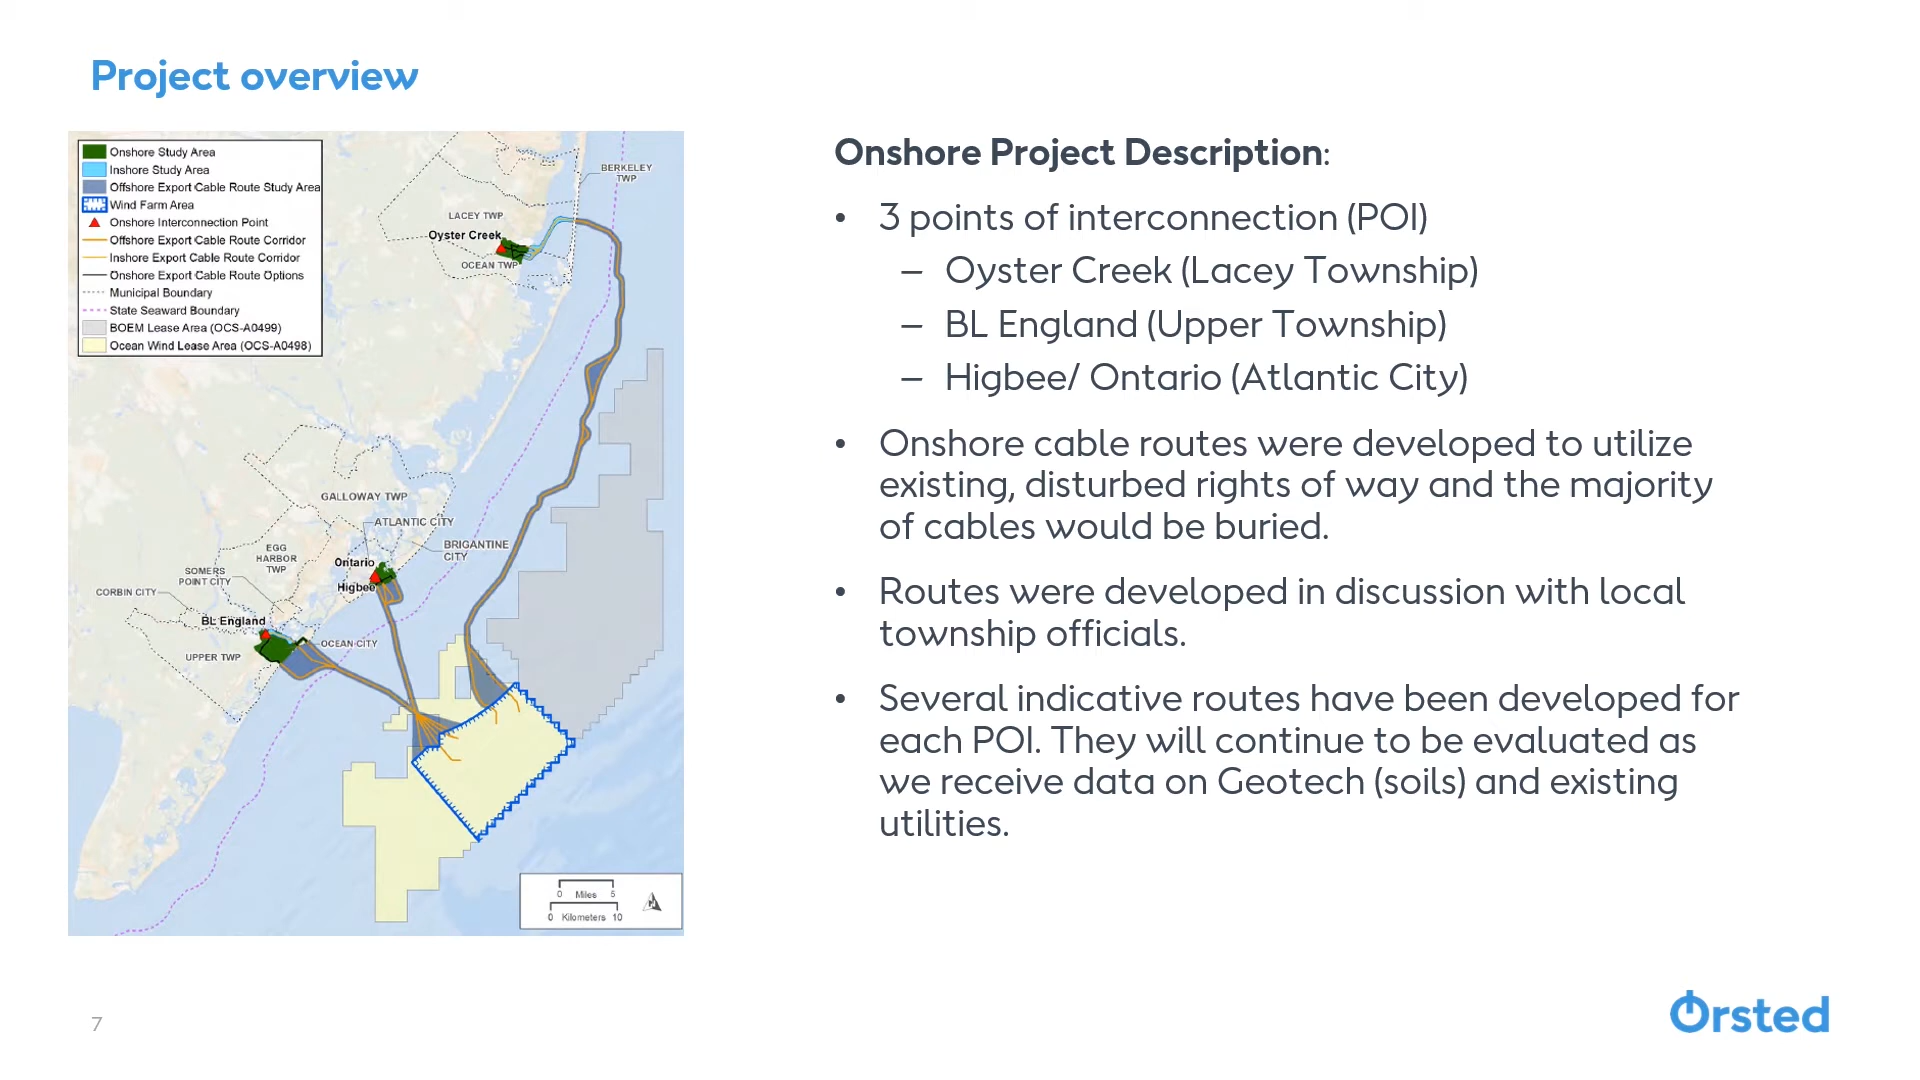 Project overview
Onshore Study Area
Inshore Study Area
Offshore Export Cable Route Study Area
Wind Farm Area
Onshore Interconnection Point
Offshore Export Cable Route Corridor
Inshore Export Cable Route Corridor
Onshore Export Cable Route Options
Municipal Boundary
State Seaward Boundary
BOEM Lease Area (OCS-A0499)
Ocean Wind Lease Area (OCS-A0498)
BERKELEY
TWP
LACEY TWP
Oyster Creek
OCEAN TWP
GALLOWAY TWP
ATLANTIC CITY
BRIGANTINE
CITY
EGG
HARBOR
TWP
Ontario
SOMERS
POINT CITY
Higbee
CORBIN CITY
BL England
OCEAN CITY
UPPER TWP
0 Miles 5
0 Kilometers 10
N
Onshore Project Description:
• 3 points of interconnection (POI)
– Oyster Creek (Lacey Township)
– BL England (Upper Township)
– Higbee/ Ontario (Atlantic City)
• Onshore cable routes were developed to utilize
existing, disturbed rights of way and the majority
of cables would be buried.
• Routes were developed in discussion with local
township officials.
• Several indicative routes have been developed for
each POI. They will continue to be evaluated as
we receive data on Geotech (soils) and existing
utilities.
7
Ørsted